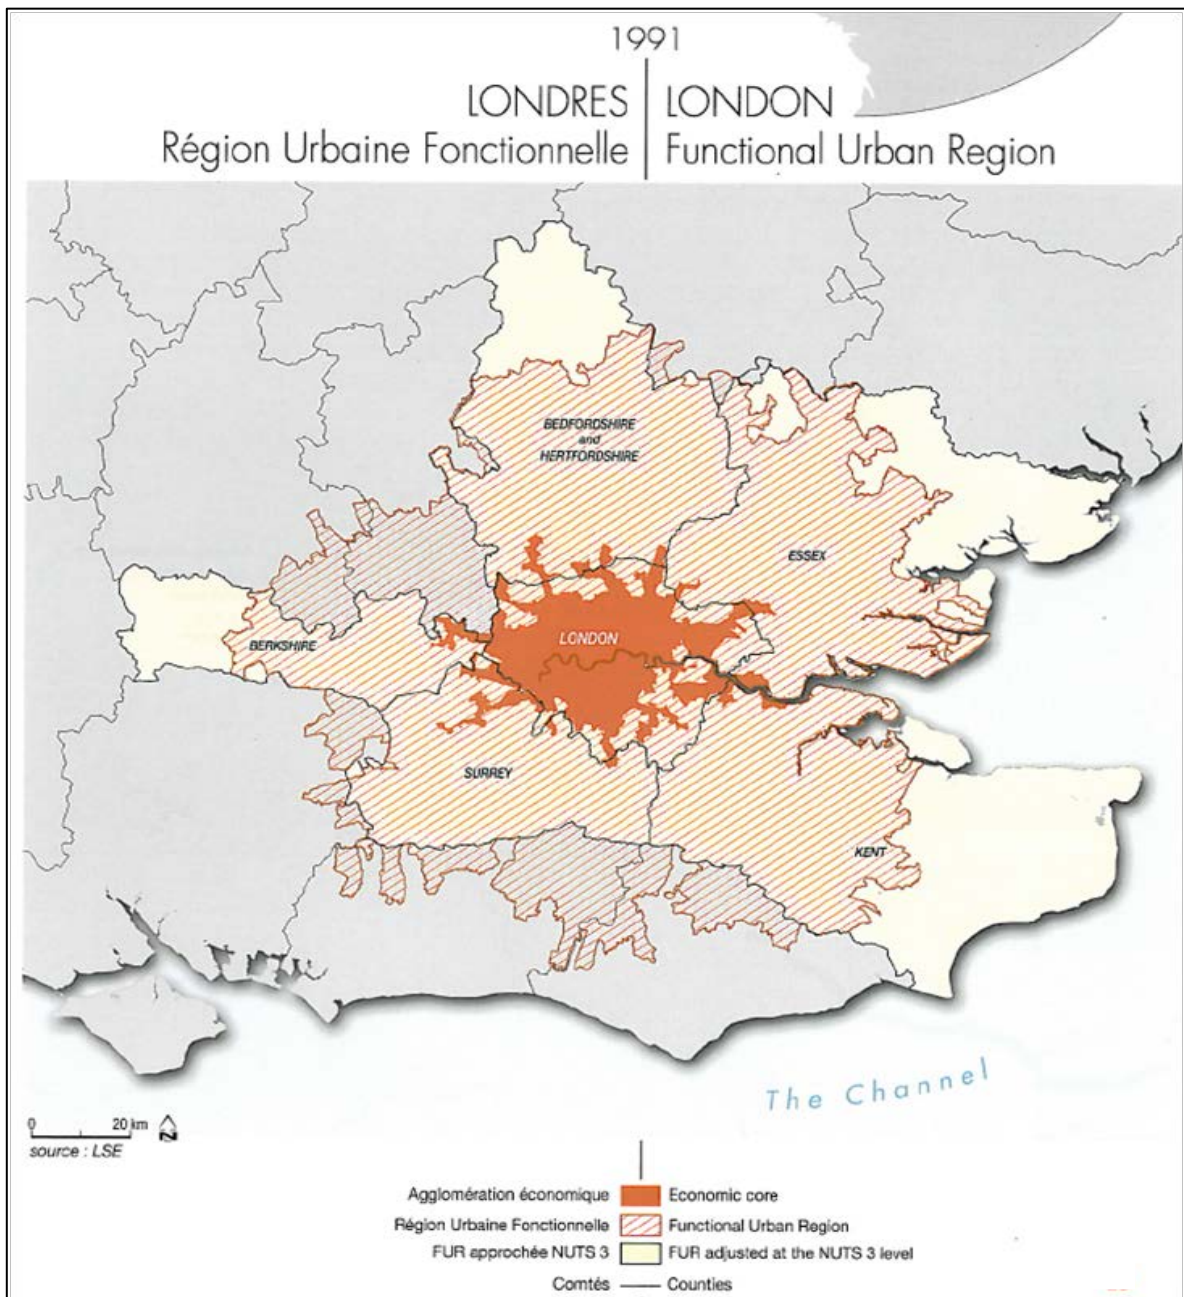 1991
LONDRES LONDON
Région Urbaine Fonctionnelle Functional Urban Region
BEDFORDSHIRE
and
HERTFORDSHIRE
ESSEX
LONDON
BERKSHIRE
SURREY
KENT
The Channel
0 20 km N
source : LSE
Agglomération économique Economic core
Région Urbaine Fonctionnelle Functional Urban Region
FUR approchée NUTS 3 FUR adjusted at the NUTS 3 level
Comtés Counties